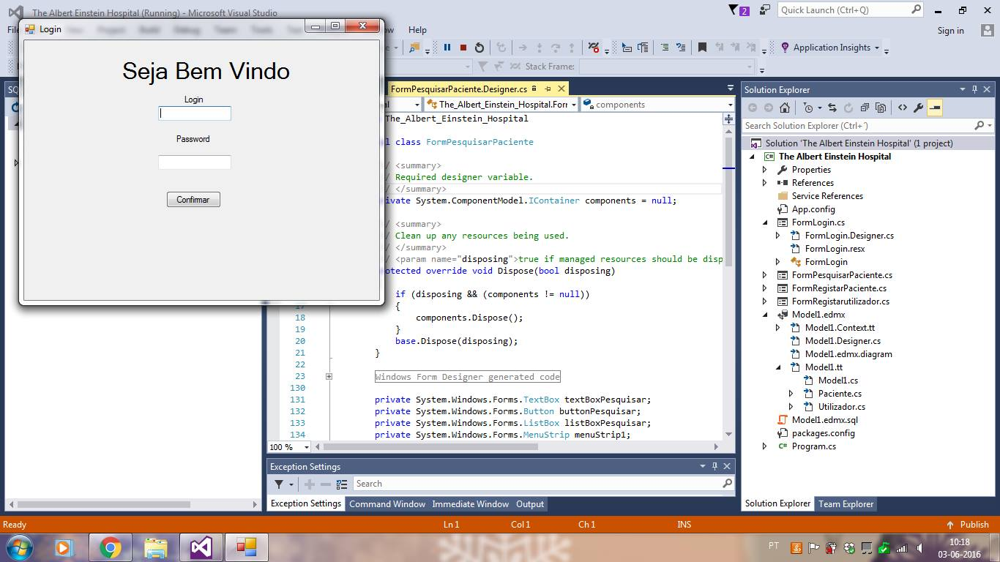 The Albert Einstein Hospital (Running) - Microsoft Visual Studio
2
Quick Launch (Ctrl+Q)
Help
Sign in
Application Insights
Stack Frame:
Login
Seja Bem Vindo
Login
Password
Confirmar
FormPesquisarPaciente.Designer.cs
The_Albert_Einstein_Hospital.Forr
components
The_Albert_Einstein_Hospital
l class FormPesquisarPaciente
/ <summary>
/ Required designer variable.
/ </summary>
ivate System.ComponentModel.IContainer components = null;
/ <summary>
/ Clean up any resources being used.
/ </summary>
/ <param name="disposing">true if managed resources should be disp
otected override void Dispose(bool disposing)
if (disposing && (components != null))
17 {
18 components.Dispose();
19 }
20 base.Dispose(disposing);
21 }
22
23 Windows Form Designer generated code
130
131 private System.Windows.Forms.TextBox textBoxPesquisar;
132 private System.Windows.Forms.Button buttonPesquisar;
133 private System.Windows.Forms.ListBox listBoxPesquisar;
134 private System.Windows.Forms.MenuStrip menuStrip1;
100 %
Exception Settings
Search
Exception Settings Command Window Immediate Window Output
Solution Explorer
Search Solution Explorer (Ctrl+´)
Solution 'The Albert Einstein Hospital' (1 project)
The Albert Einstein Hospital
Properties
References
Service References
App.config
FormLogin.cs
FormLogin.Designer.cs
FormLogin.resx
FormLogin
FormPesquisarPaciente.cs
FormRegistarPaciente.cs
FormRegistarutilizador.cs
Model1.edmx
Model1.Context.tt
Model1.Designer.cs
Model1.edmx.diagram
Model1.tt
Model1.cs
Paciente.cs
Utilizador.cs
Model1.edmx.sql
packages.config
Program.cs
Solution Explorer Team Explorer
Ready
Ln 1
Col 1
Ch 1
INS
Publish
PT
10:18
03-06-2016